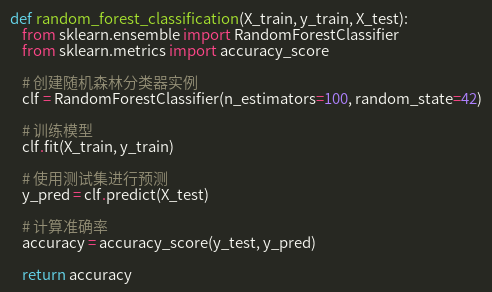 def random_forest_classification(X_train, y_train, X_test):
    from sklearn.ensemble import RandomForestClassifier
    from sklearn.metrics import accuracy_score

    # 创建随机森林分类器实例
    clf = RandomForestClassifier(n_estimators=100, random_state=42)

    # 训练模型
    clf.fit(X_train, y_train)

    # 使用测试集进行预测
    y_pred = clf.predict(X_test)

    # 计算准确率
    accuracy = accuracy_score(y_test, y_pred)

    return accuracy